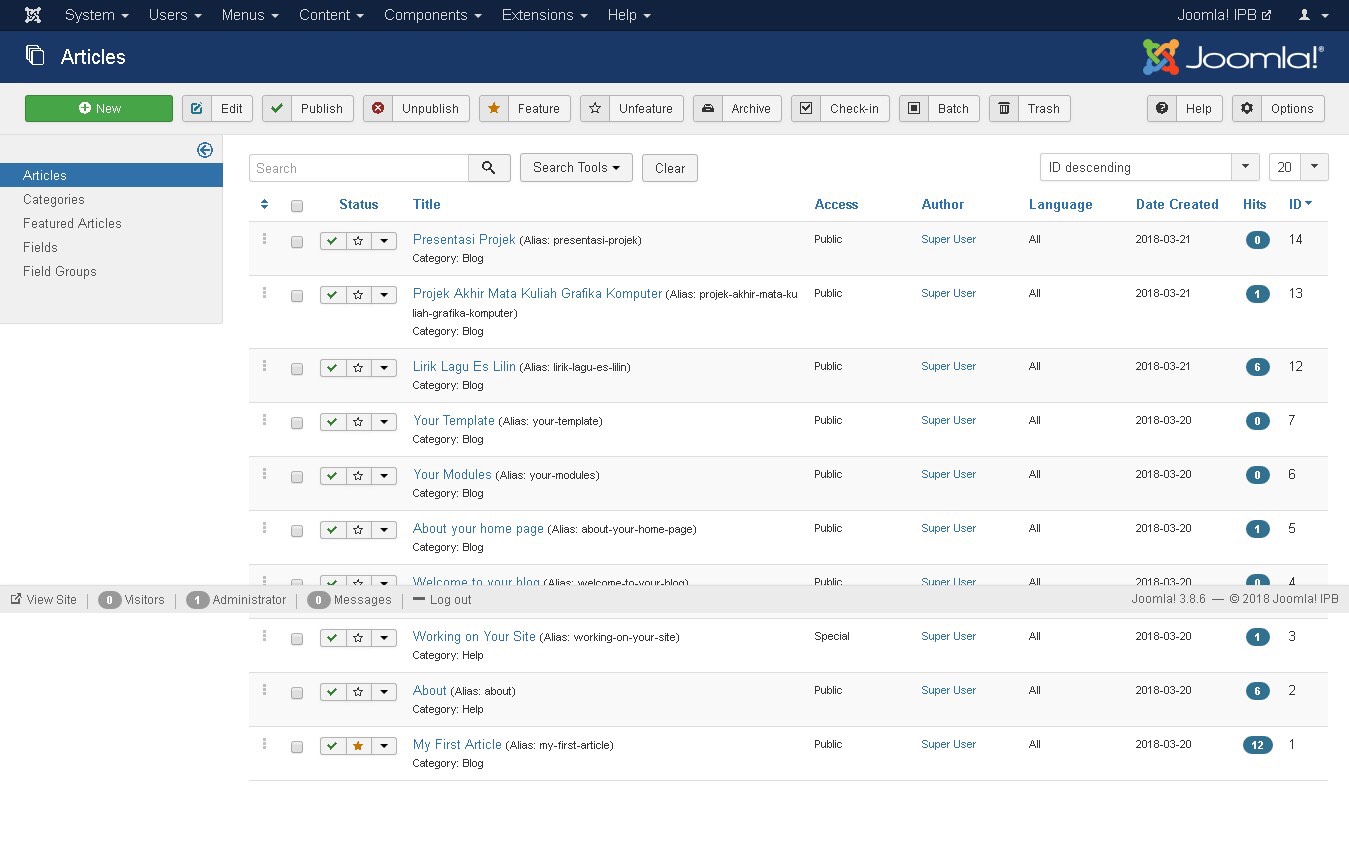 System Users Menus Content Components Extensions Help Joomla! IPB
Articles Joomla!®
New Edit Publish Unpublish Feature Unfeature Archive Check-in Batch Trash Help Options
Articles
Categories
Featured Articles
Fields
Field Groups
Search Search Tools Clear ID descending 20
Status Title Access Author Language Date Created Hits ID
Presentasi Projek (Alias: presentasi-projek) Public Super User All 2018-03-21 0 14
Category: Blog
Projek Akhir Mata Kuliah Grafika Komputer (Alias: projek-akhir-mata-ku Public Super User All 2018-03-21 1 13
liah-grafika-komputer)
Category: Blog
Lirik Lagu Es Lilin (Alias: lirik-lagu-es-lilin) Public Super User All 2018-03-21 6 12
Category: Blog
Your Template (Alias: your-template) Public Super User All 2018-03-20 0 7
Category: Blog
Your Modules (Alias: your-modules) Public Super User All 2018-03-20 0 6
Category: Blog
About your home page (Alias: about-your-home-page) Public Super User All 2018-03-20 1 5
Category: Blog
Welcome to your blog (Alias: welcome-to-your-blog) Public Super User All 2018-03-20 0 4
View Site 0 Visitors 1 Administrator 0 Messages Log out Joomla! 3.8.6 — © 2018 Joomla! IPB
Working on Your Site (Alias: working-on-your-site) Special Super User All 2018-03-20 1 3
Category: Help
About (Alias: about) Public Super User All 2018-03-20 6 2
Category: Help
My First Article (Alias: my-first-article) Public Super User All 2018-03-20 12 1
Category: Blog